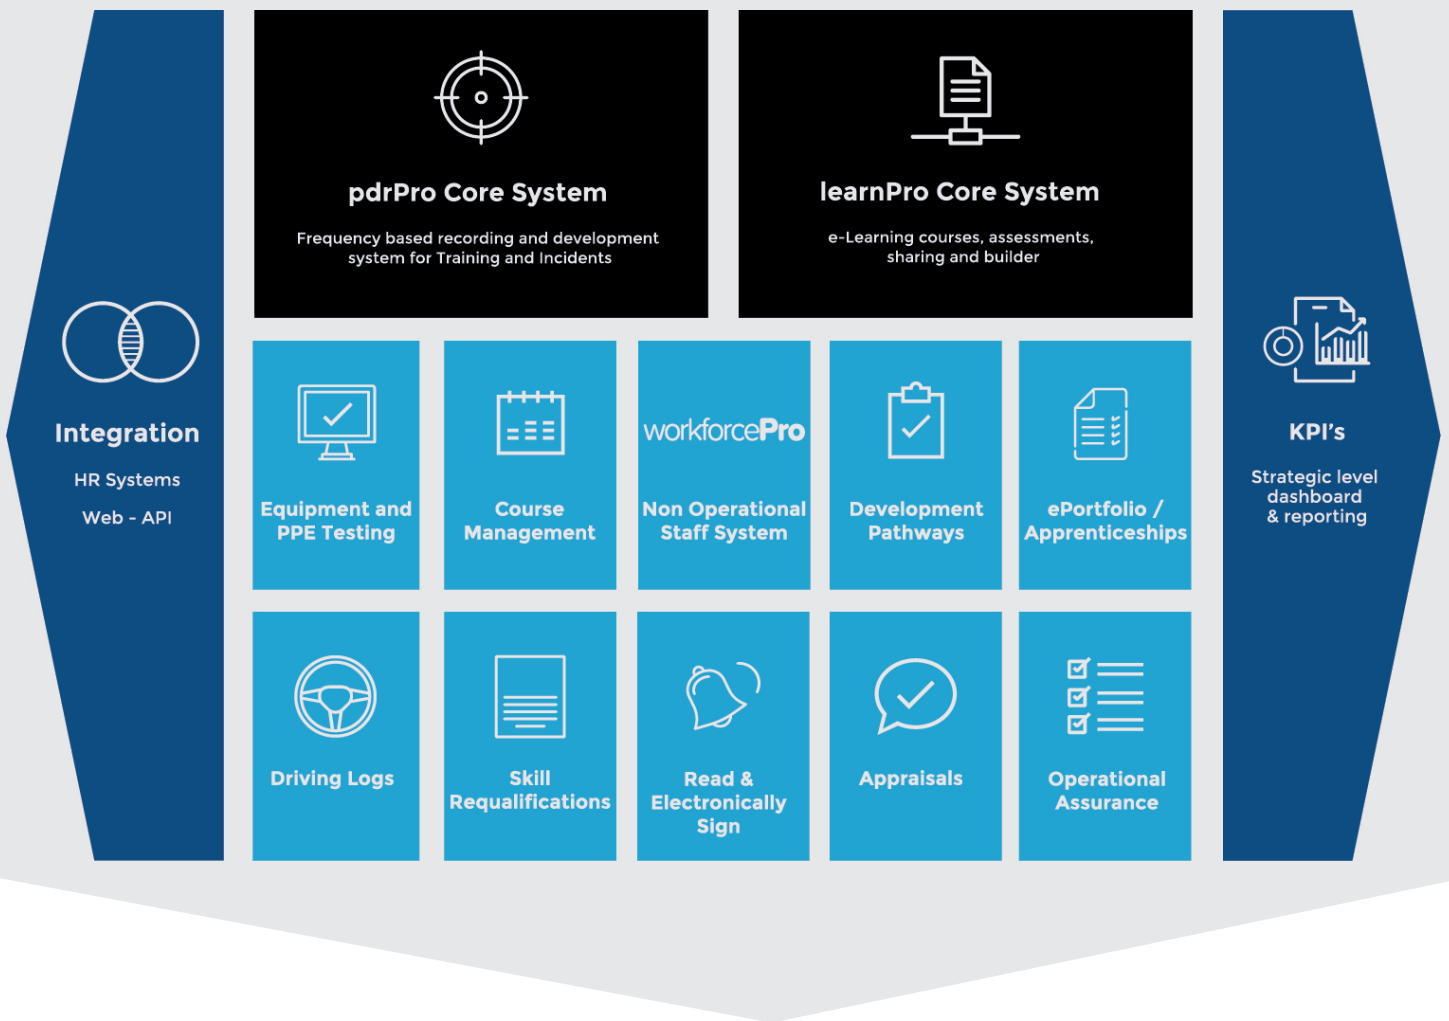 pdrPro Core System
Frequency based recording and development
system for Training and Incidents
learnPro Core System
e-Learning courses, assessments,
sharing and builder
Integration
HR Systems
Web - API
Equipment and
PPE Testing
Course
Management
workforcePro
Non Operational
Staff System
Development
Pathways
ePortfolio /
Apprenticeships
KPI's
Strategic level
dashboard
& reporting
Driving Logs
Skill
Requalifications
Read &
Electronically
Sign
Appraisals
Operational
Assurance